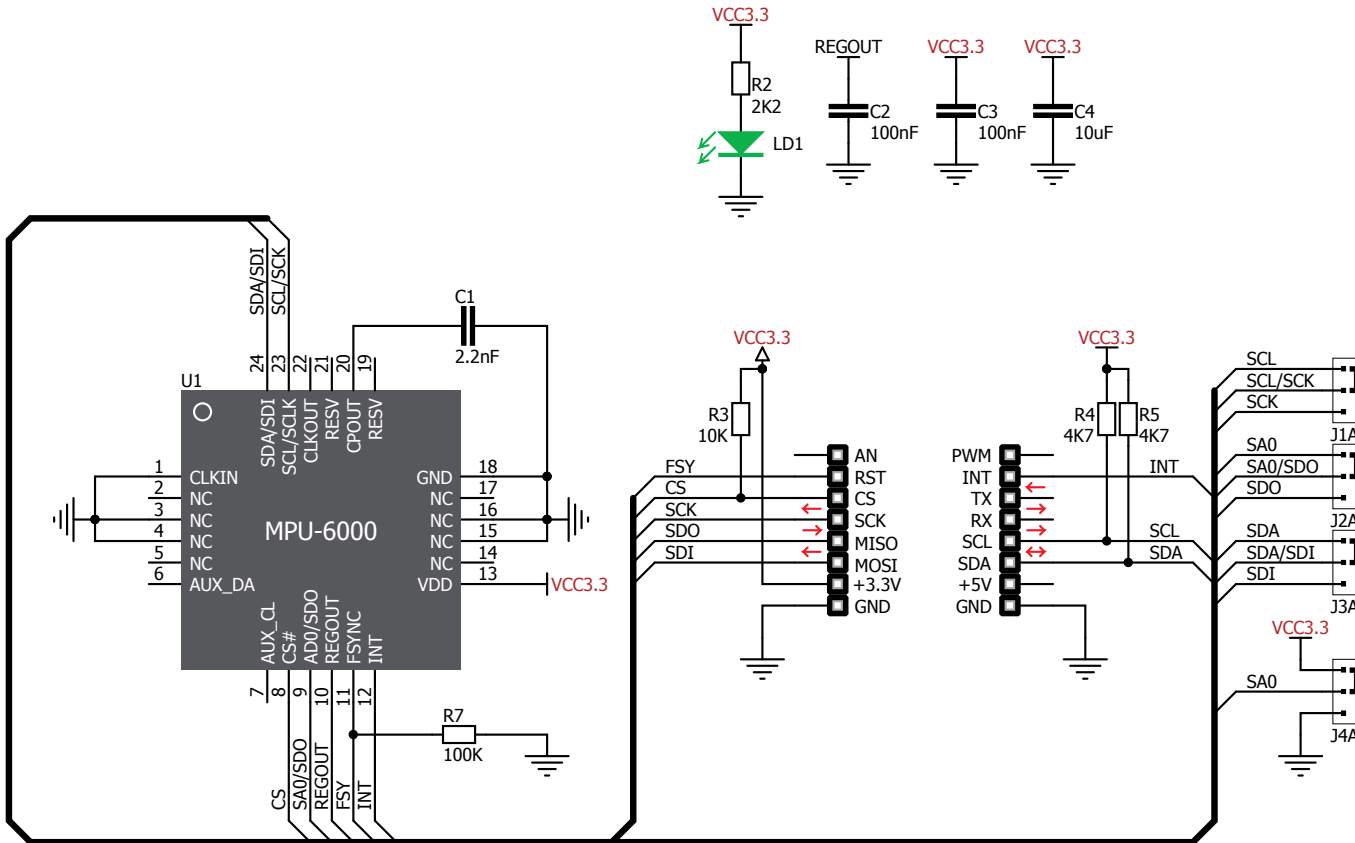 VCC3.3
R2
2K2
LD1
REGOUT
C2
100nF
VCC3.3
C3
100nF
VCC3.3
C4
10uF
SDA/SDI
SCL/SCK
C1
2.2nF
U1
24
23
22
21
20
19
SDA/SDI
SCL/SCLK
CLKOUT
RESV
CPOUT
RESV
1 CLKIN
2 NC
3 NC
4 NC
5 NC
6 AUX_DA
MPU-6000
GND 18
NC 17
NC 16
NC 15
NC 14
VDD 13
VCC3.3
AUX_CL
CS#
AD0/SDO
REGOUT
FSYNC
INT
7
8
9
10
11
12
CS
SA0/SDO
REGOUT
FSY
INT
R7
100K
VCC3.3
R3
10K
FSY
CS
SCK
SDO
SDI
AN
RST
CS
SCK
MISO
MOSI
+3.3V
GND
PWM
INT
TX
RX
SCL
SDA
+5V
GND
VCC3.3
R4
4K7
R5
4K7
INT
SCL
SDA
SCL
SCL/SCK
SCK
J1A
SA0
SA0/SDO
SDO
J2A
SDA
SDA/SDI
SDI
J3A
VCC3.3
SA0
J4A